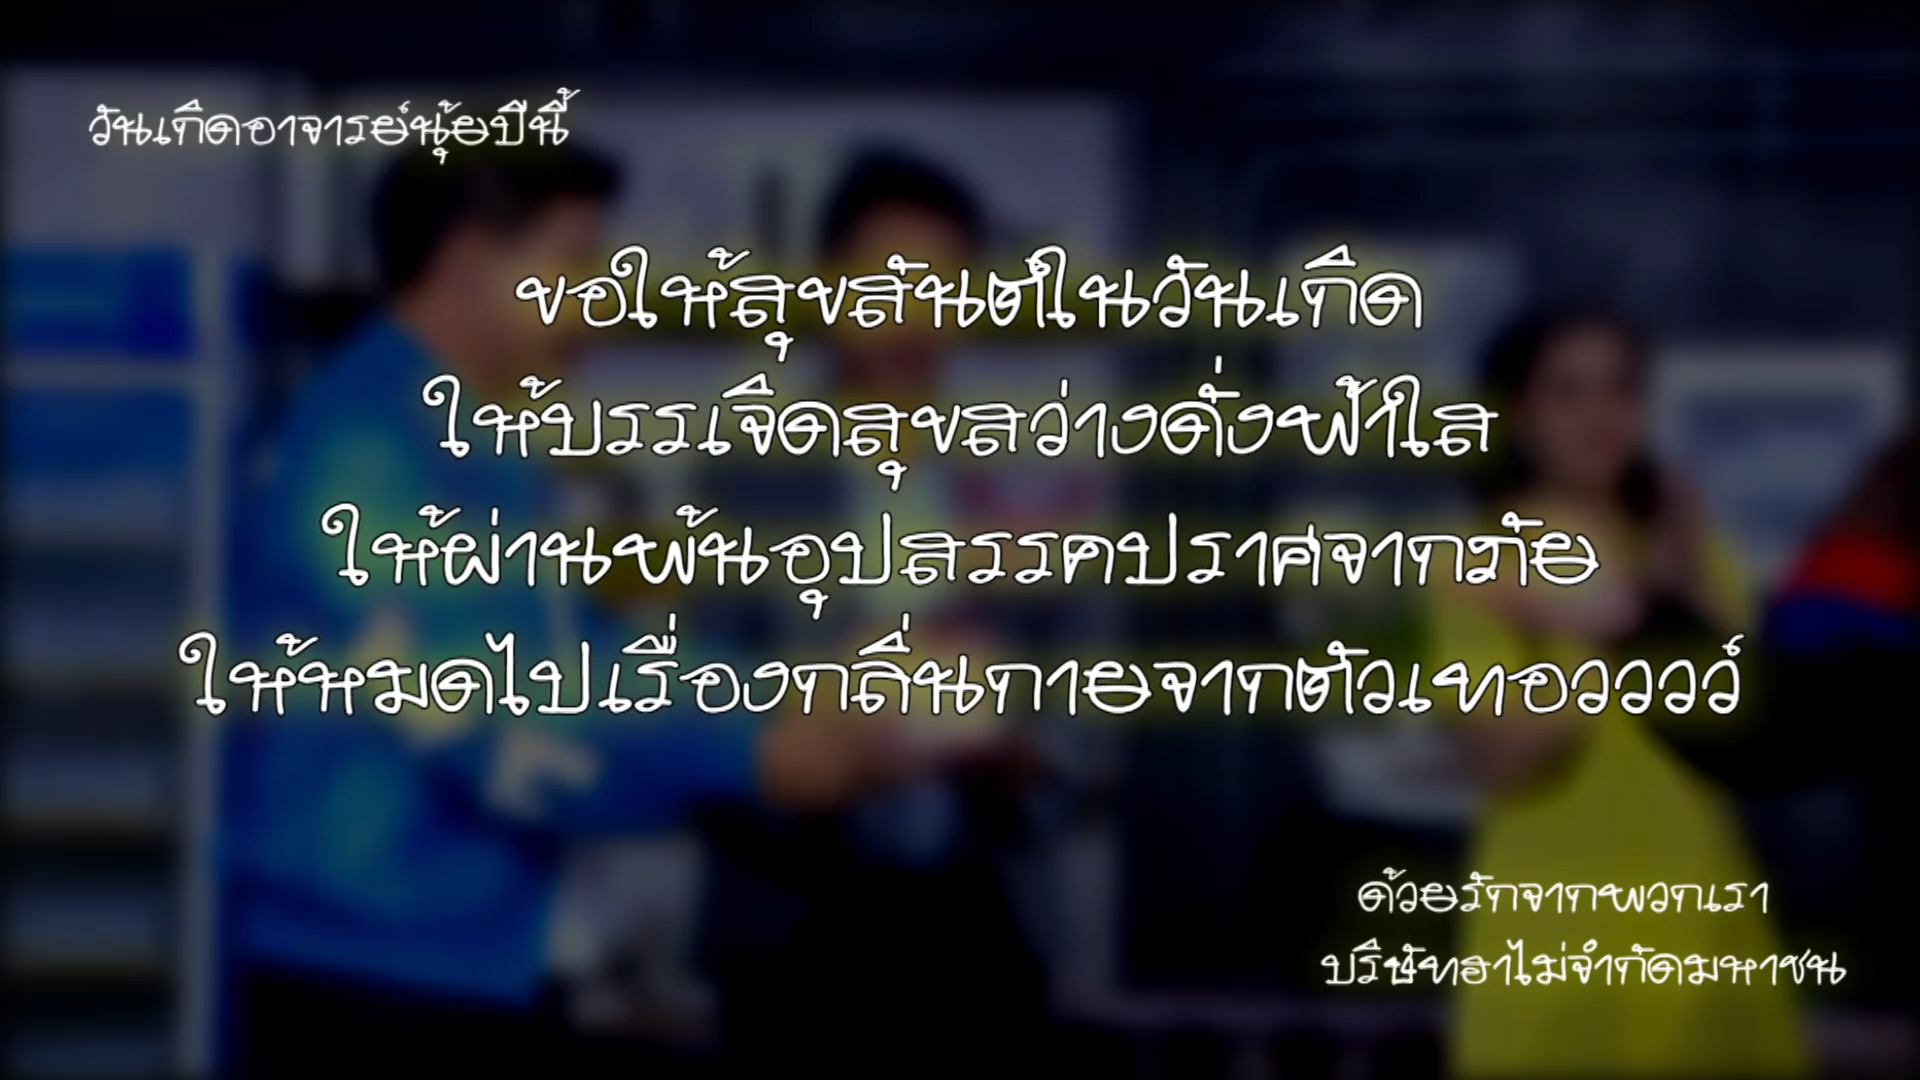 วันเกิดอาจารย์นุ้ยปีนี้
ขอให้สุขสันต์ในวันเกิด
ให้บรรเจิดสุขสว่างดั่งฟ้าใส
ให้ผ่านพ้นอุปสรรคปราศจากภัย
ให้หมดไปเรื่องกลิ่นกายจากตัวเทอวววว์
ด้วยรักจากพวกเรา
บริษัทฮาไม่จำกัดมหาชน